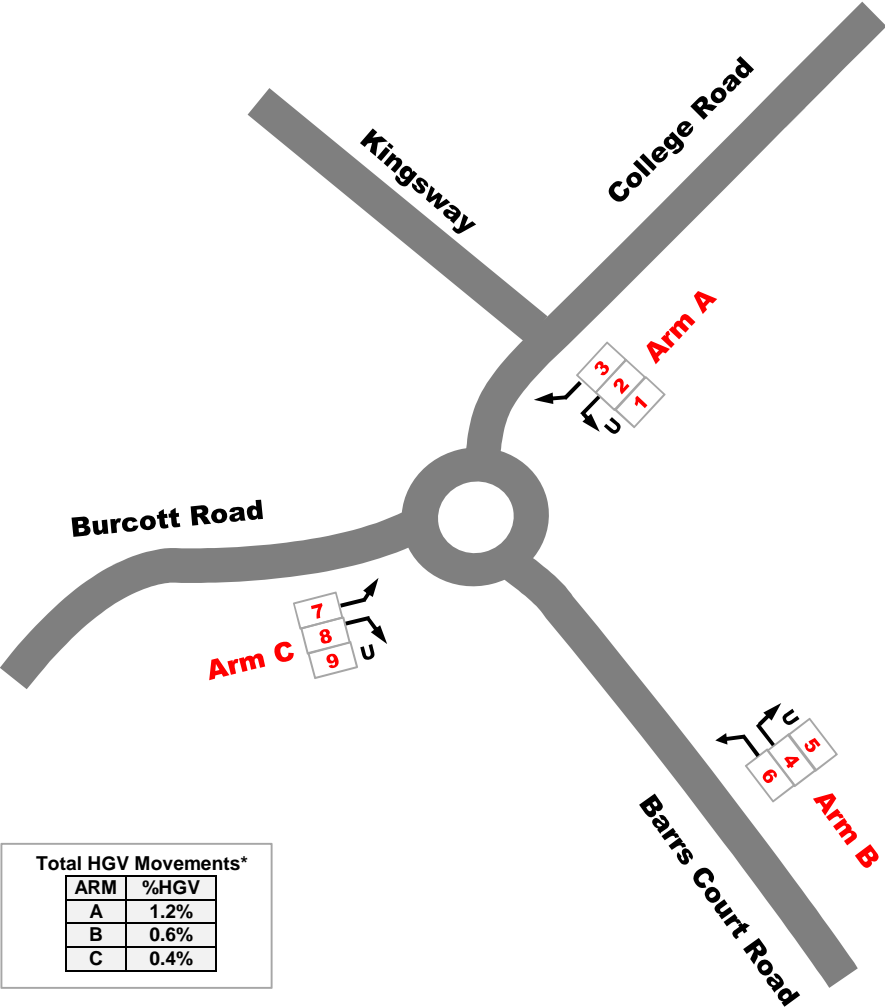 Kingsway
College Road
Arm A
3 2 1
U
Burcott Road
7
8
9
U
Arm C
U
5
4
6
Arm B
Barrs Court Road
Total HGV Movements*
ARM %HGV
A 1.2%
B 0.6%
C 0.4%